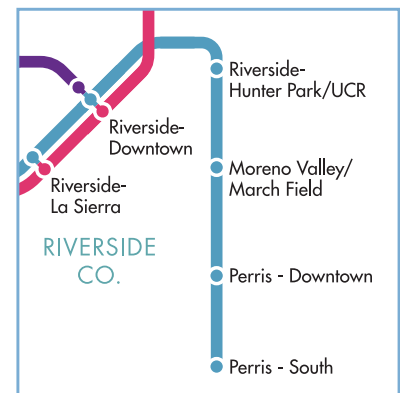 Riverside-
Hunter Park/UCR
Riverside-
Downtown
Moreno Valley/
March Field
Riverside-
La Sierra
RIVERSIDE
CO.
Perris - Downtown
Perris - South